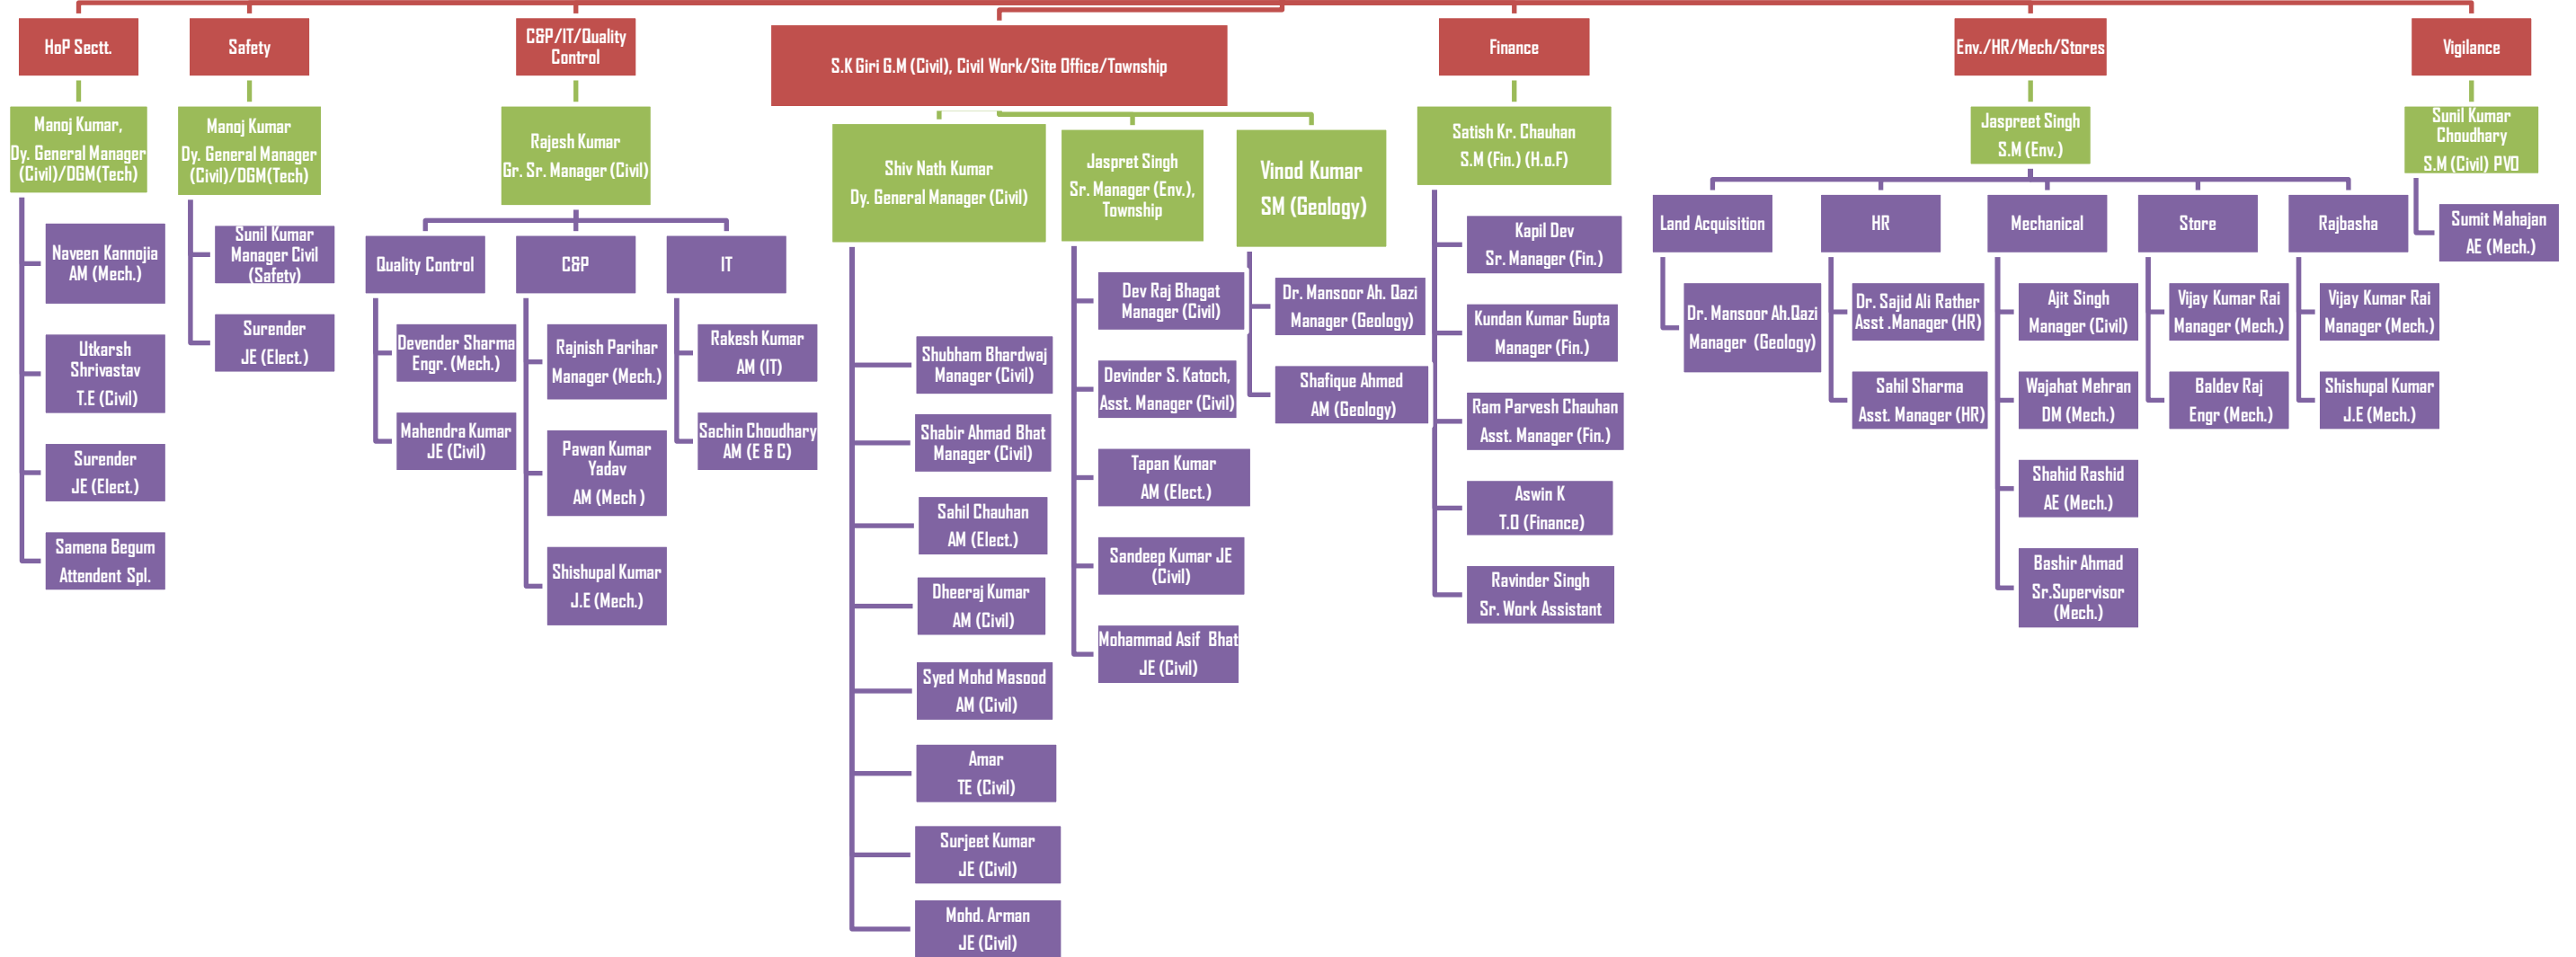 HoP Sectt.
Manoj Kumar,
Dy. General Manager
(Civil)/DGM(Tech)
Naveen Kannojia
AM (Mech.)
Utkarsh
Shrivastav
T.E (Civil)
Surender
JE (Elect.)
Samena Begum
Attendent Spl.
Safety
Manoj Kumar
Dy. General Manager
(Civil)/DGM(Tech)
Sunil Kumar
Manager Civil
(Safety)
Surender
JE (Elect.)
C&P/IT/Quality
Control
Rajesh Kumar
Gr. Sr. Manager (Civil)
Quality Control
Devender Sharma
Engr. (Mech.)
Mahendra Kumar
JE (Civil)
C&P
Rajnish Parihar
Manager (Mech.)
Pawan Kumar
Yadav
AM (Mech )
Shishupal Kumar
J.E (Mech.)
IT
Rakesh Kumar
AM (IT)
Sachin Choudhary
AM (E & C)
S.K Giri G.M (Civil), Civil Work/Site Office/Township
Shiv Nath Kumar
Dy. General Manager (Civil)
Shubham Bhardwaj
Manager (Civil)
Shabir Ahmad Bhat
Manager (Civil)
Sahil Chauhan
AM (Elect.)
Dheeraj Kumar
AM (Civil)
Syed Mohd Masood
AM (Civil)
Amar
TE (Civil)
Surjeet Kumar
JE (Civil)
Mohd. Arman
JE (Civil)
Jaspret Singh
Sr. Manager (Env.),
Township
Dev Raj Bhagat
Manager (Civil)
Devinder S. Katoch,
Asst. Manager (Civil)
Tapan Kumar
AM (Elect.)
Sandeep Kumar JE
(Civil)
Mohammad Asif Bhat
JE (Civil)
Vinod Kumar
SM (Geology)
Dr. Mansoor Ah. Qazi
Manager (Geology)
Shafique Ahmed
AM (Geology)
Finance
Satish Kr. Chauhan
S.M (Fin.) (H.o.F)
Kapil Dev
Sr. Manager (Fin.)
Kundan Kumar Gupta
Manager (Fin.)
Ram Parvesh Chauhan
Asst. Manager (Fin.)
Aswin K
T.O (Finance)
Ravinder Singh
Sr. Work Assistant
Env./HR/Mech/Stores
Jaspreet Singh
S.M (Env.)
Land Acquisition
Dr. Mansoor Ah.Qazi
Manager (Geology)
HR
Dr. Sajid Ali Rather
Asst .Manager (HR)
Sahil Sharma
Asst. Manager (HR)
Mechanical
Ajit Singh
Manager (Civil)
Wajahat Mehran
DM (Mech.)
Shahid Rashid
AE (Mech.)
Bashir Ahmad
Sr.Supervisor
(Mech.)
Store
Vijay Kumar Rai
Manager (Mech.)
Baldev Raj
Engr (Mech.)
Rajbasha
Vijay Kumar Rai
Manager (Mech.)
Shishupal Kumar
J.E (Mech.)
Vigilance
Sunil Kumar
Choudhary
S.M (Civil) PVO
Sumit Mahajan
AE (Mech.)